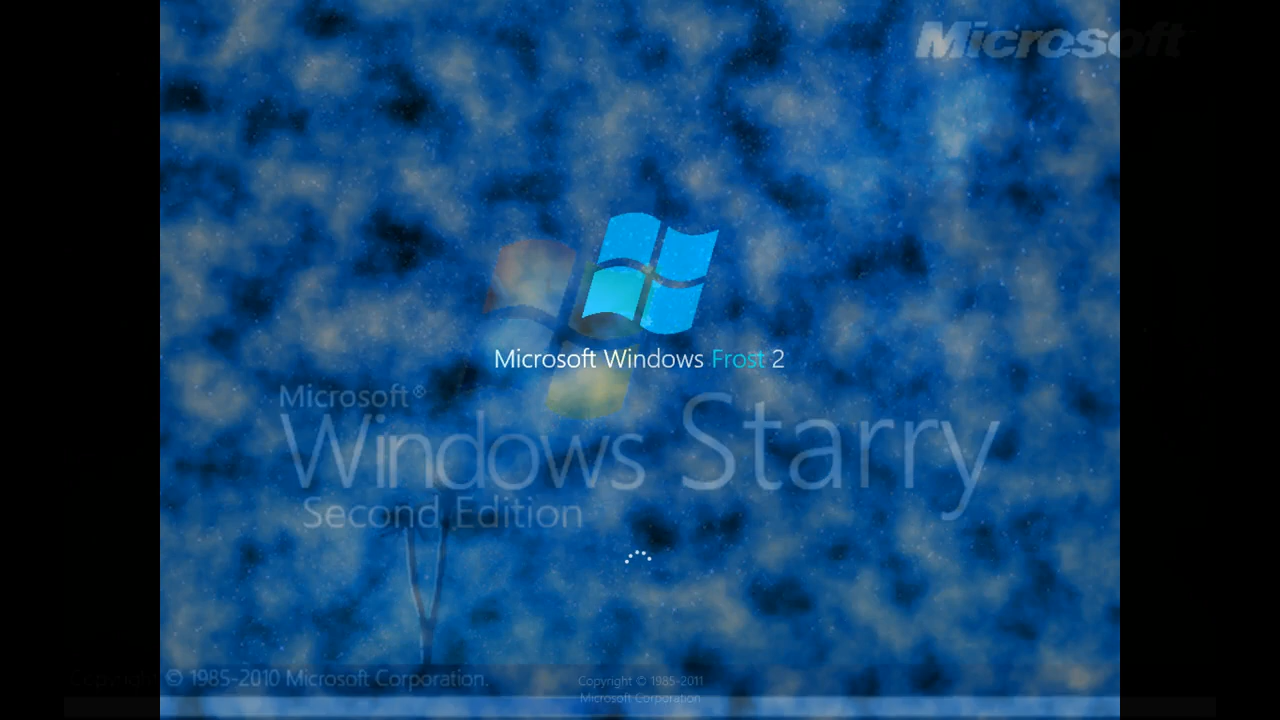 Microsoft
Microsoft Windows Frost 2
Microsoft®
Windows Starry
Second Edition
Copyright © 1985-2010 Microsoft Corporation.
Copyright © 1985-2011
Microsoft Corporation